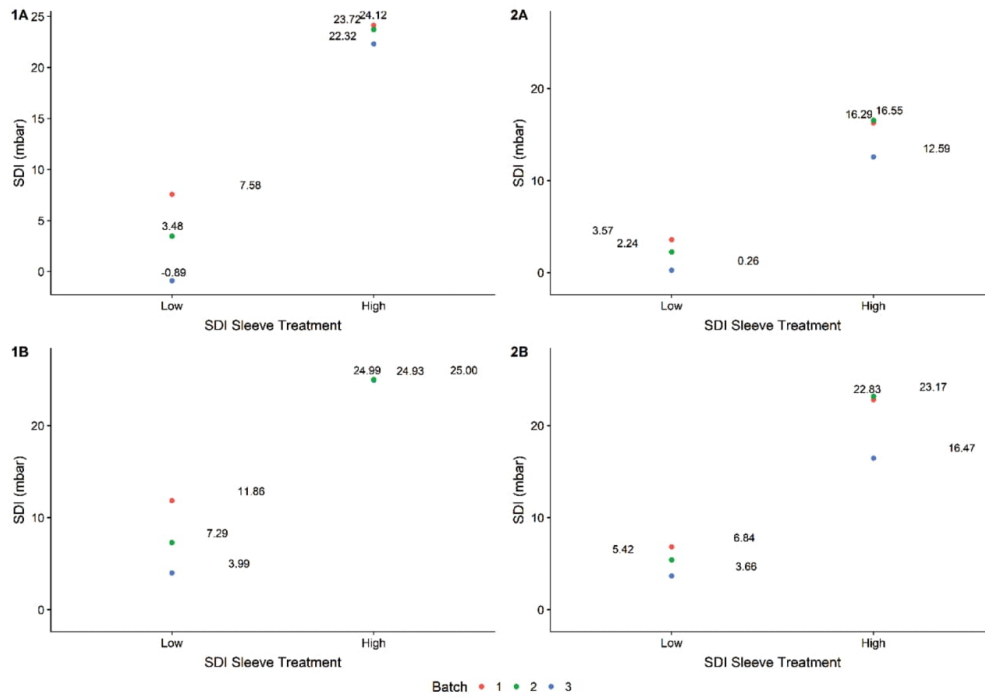 1A
25
23.72 24.12
22.32
20
15
SDI (mbar)
10
7.58
5
3.48
0
-0.89
Low High
SDI Sleeve Treatment
2A
20
16.29 16.55
12.59
SDI (mbar)
10
3.57
2.24
0.26
0
Low High
SDI Sleeve Treatment
1B
24.99 24.93 25.00
20
SDI (mbar)
11.86
10
7.29
3.99
0
Low High
SDI Sleeve Treatment
2B
22.83 23.17
20
16.47
SDI (mbar)
10
6.84
5.42
3.66
0
Low High
SDI Sleeve Treatment
Batch 1 2 3